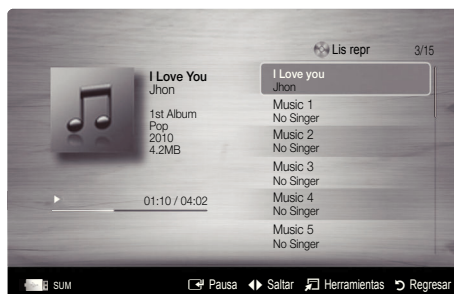 Lis repr 3/15
I Love You
Jhon
1st Album
Pop
2010
4.2MB
01:10 / 04:02
I Love you
Jhon
Music 1
No Singer
Music 2
No Singer
Music 3
No Singer
Music 4
No Singer
Music 5
No Singer
SUM Pausa Saltar Herramientas Regresar